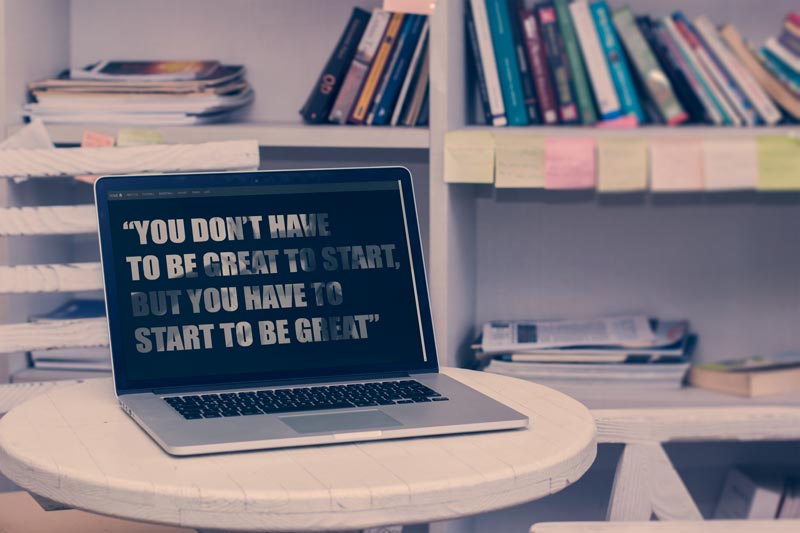 “YOU DON’T HAVE
TO BE GREAT TO START,
BUT YOU HAVE TO
START TO BE GREAT”